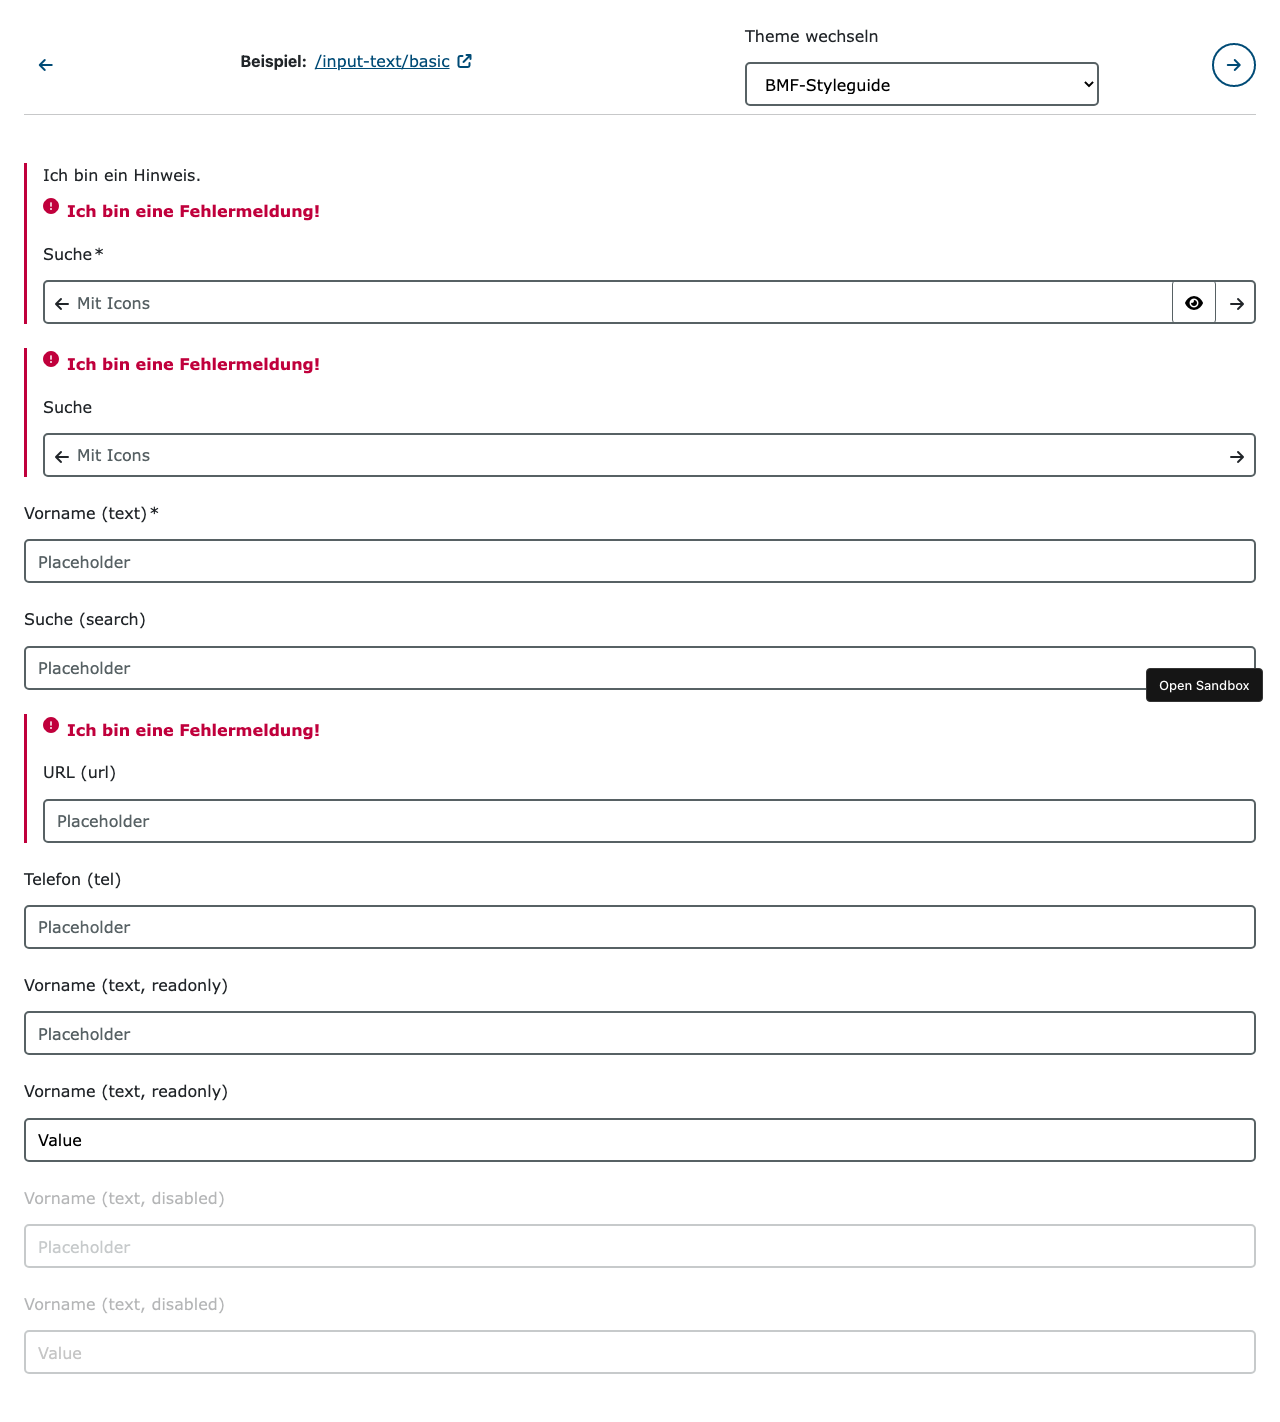 Theme wechseln
Beispiel: /input-text/basic
BMF-Styleguide
Ich bin ein Hinweis.
Ich bin eine Fehlermeldung!
Suche*
Mit Icons
Ich bin eine Fehlermeldung!
Suche
Mit Icons
Vorname (text)*
Placeholder
Suche (search)
Placeholder
Open Sandbox
Ich bin eine Fehlermeldung!
URL (url)
Placeholder
Telefon (tel)
Placeholder
Vorname (text, readonly)
Placeholder
Vorname (text, readonly)
Value
Vorname (text, disabled)
Placeholder
Vorname (text, disabled)
Value